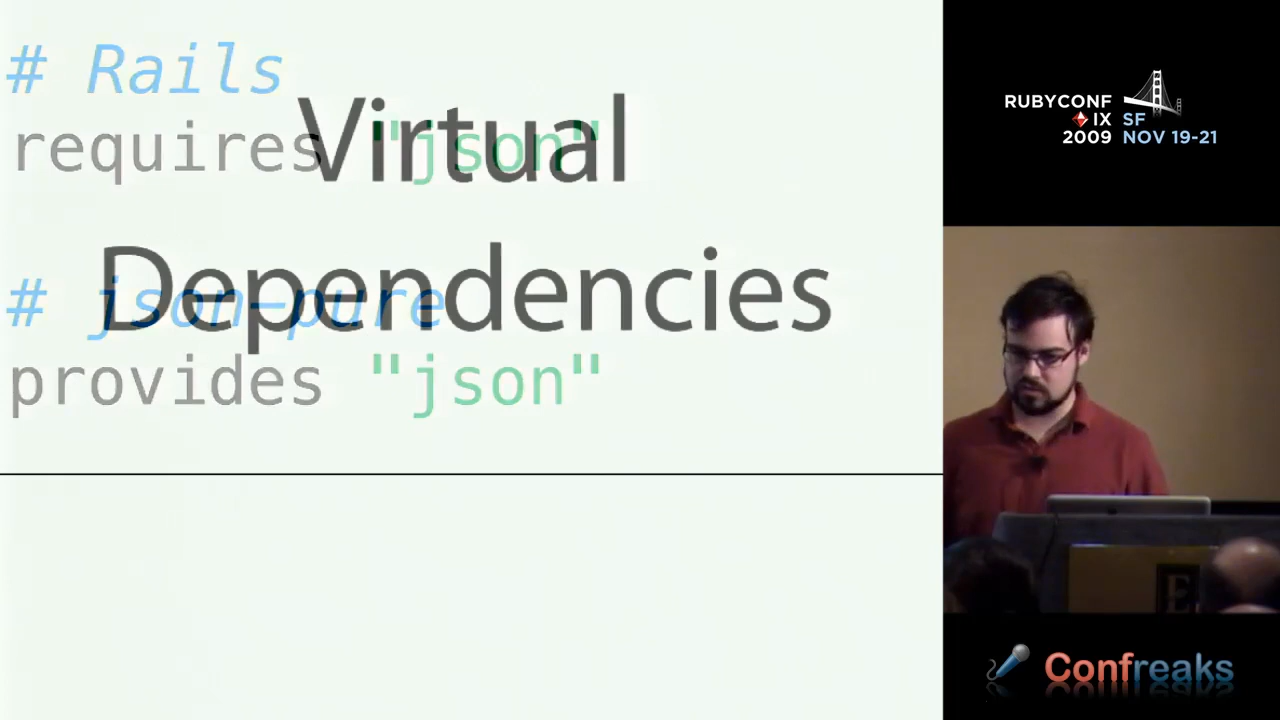 # Rails
requires "json"
Virtual
Dependencies
# json-pure
provides "json"
RUBYCONF
IX SF
2009 NOV 19-21
E
Confreaks